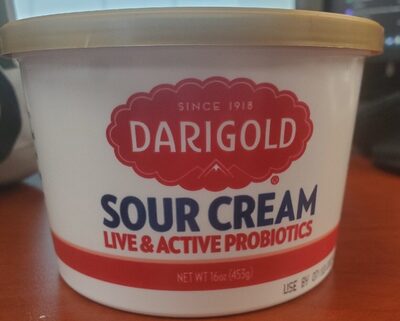 SINCE 1918
DARIGOLD
®
SOUR CREAM
LIVE & ACTIVE PROBIOTICS
NET WT 16oz (453g)
USE BY